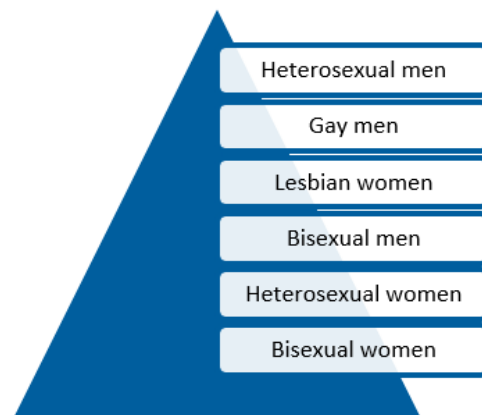 Heterosexual men
Gay men
Lesbian women
Bisexual men
Heterosexual women
Bisexual women